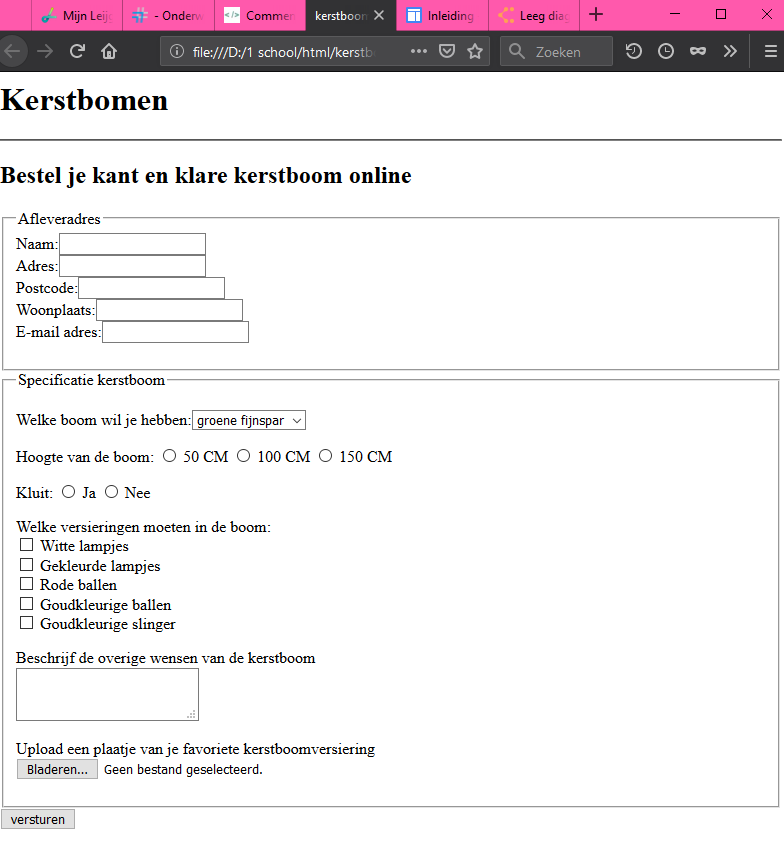 Mijn Leij
- Onderw
Commen
kerstboom
Inleiding
Leeg dia
file:///D:/1 school/html/kerstb
Zoeken
Kerstbomen
Bestel je kant en klare kerstboom online
Afleveradres
Naam:
Adres:
Postcode:
Woonplaats:
E-mail adres:
Specificatie kerstboom
Welke boom wil je hebben: groene fijnspar
Hoogte van de boom: 50 CM 100 CM 150 CM
Kluit: Ja Nee
Welke versieringen moeten in de boom:
Witte lampjes
Gekleurde lampjes
Rode ballen
Goudkleurige ballen
Goudkleurige slinger
Beschrijf de overige wensen van de kerstboom
Upload een plaatje van je favoriete kerstboomversiering
Bladeren... Geen bestand geselecteerd.
versturen